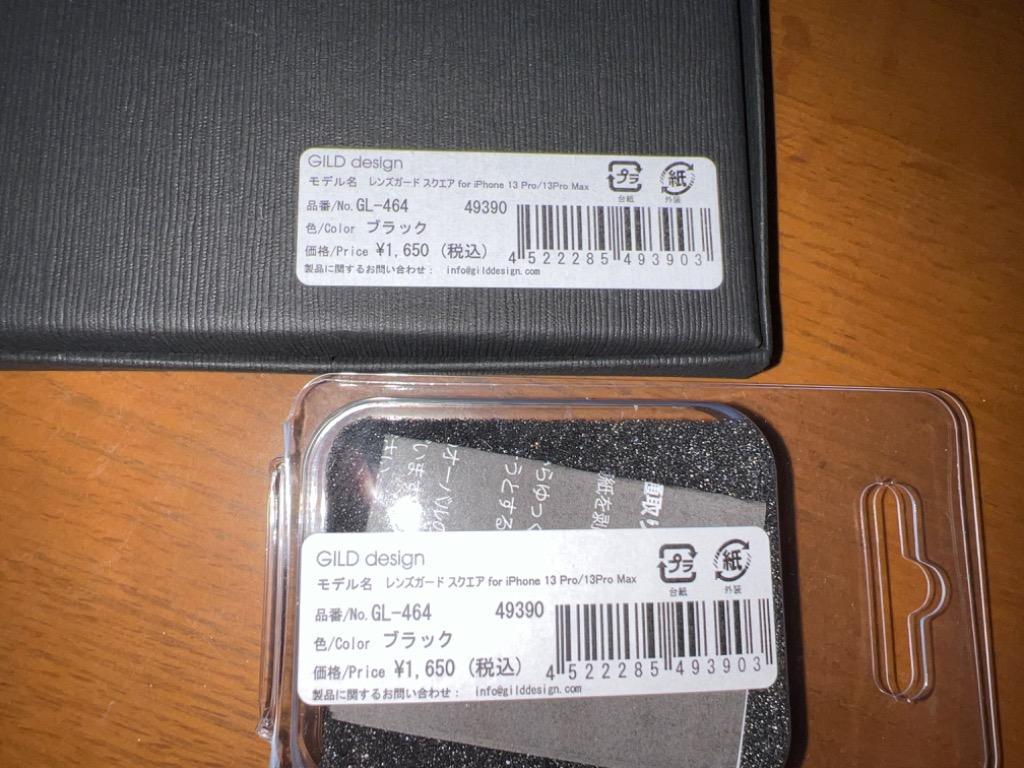 GILD design
モデル名 レンズガード スクエア for iPhone 13 Pro/13Pro Max
プラ 台紙
紙 外装
品番/No. GL-464 49390
色/Color ブラック
価格/Price ¥1,650 (税込)
4 522285 493903
製品に関するお問い合わせ： info@gilddesign.com
GILD design
モデル名 レンズガード スクエア for iPhone 13 Pro/13Pro Max
プラ 台紙
紙 外装
品番/No. GL-464 49390
色/Color ブラック
価格/Price ¥1,650 (税込)
4 522285 493903
製品に関するお問い合わせ： info@gilddesign.com